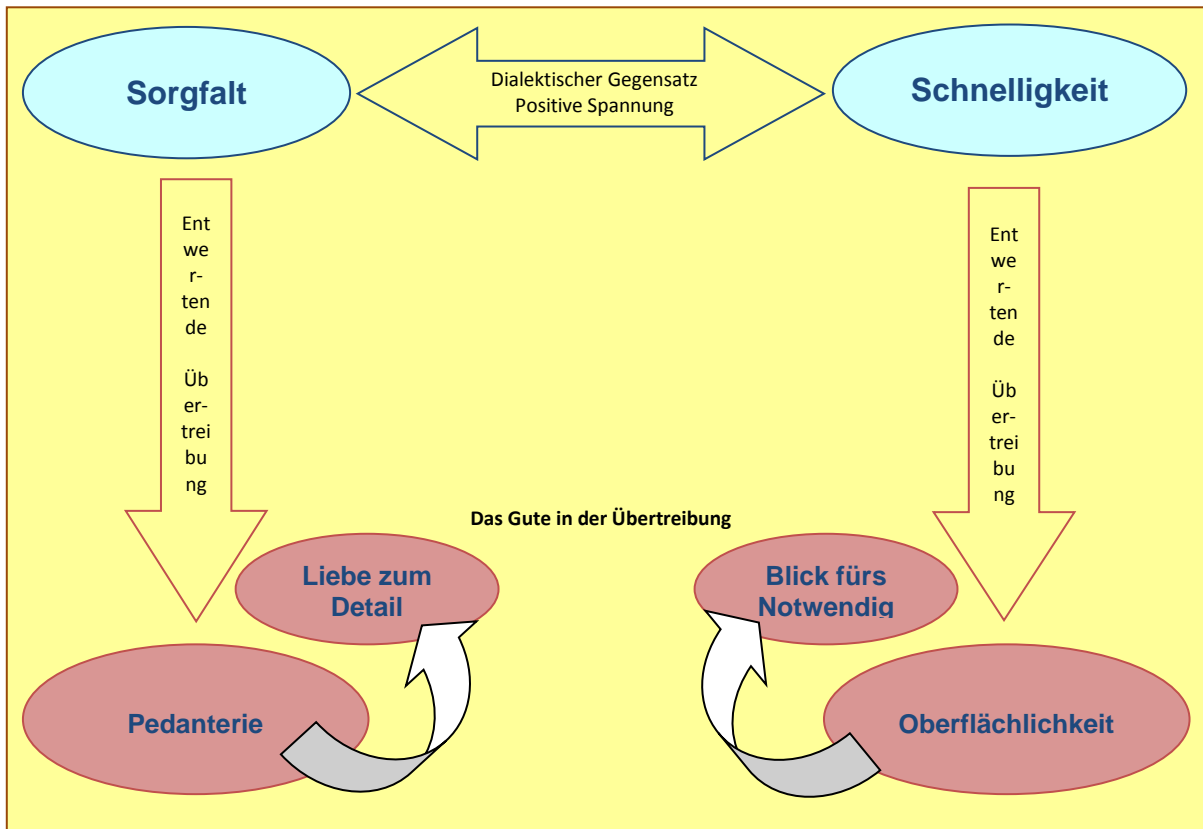 Sorgfalt
Dialektischer Gegensatz
Positive Spannung
Schnelligkeit
Ent
we
r-
ten
de
Üb
er-
trei
bu
ng
Ent
we
r-
ten
de
Üb
er-
trei
bu
ng
Das Gute in der Übertreibung
Liebe zum
Detail
Blick fürs
Notwendig
Pedanterie
Oberflächlichkeit